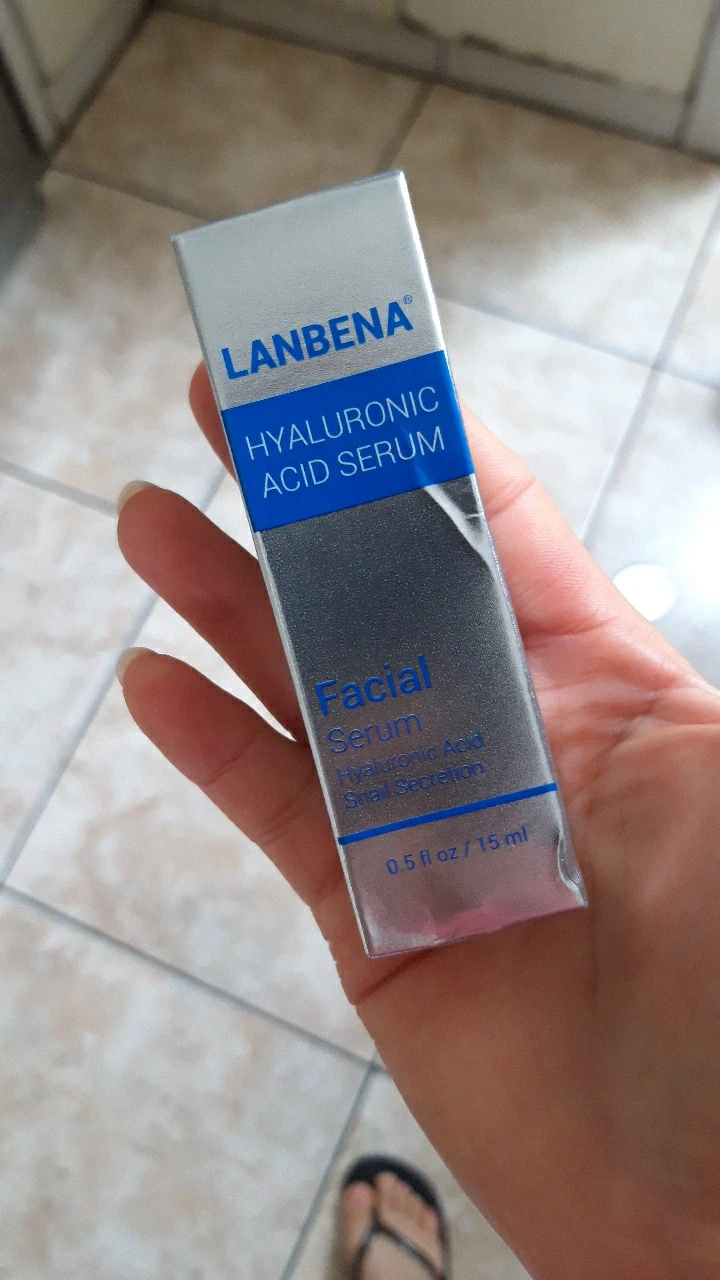 LANBENA®
HYALURONIC
ACID SERUM
Facial
Serum
Hyaluronic Acid
Snail Secretion
0.5 fl oz / 15 ml